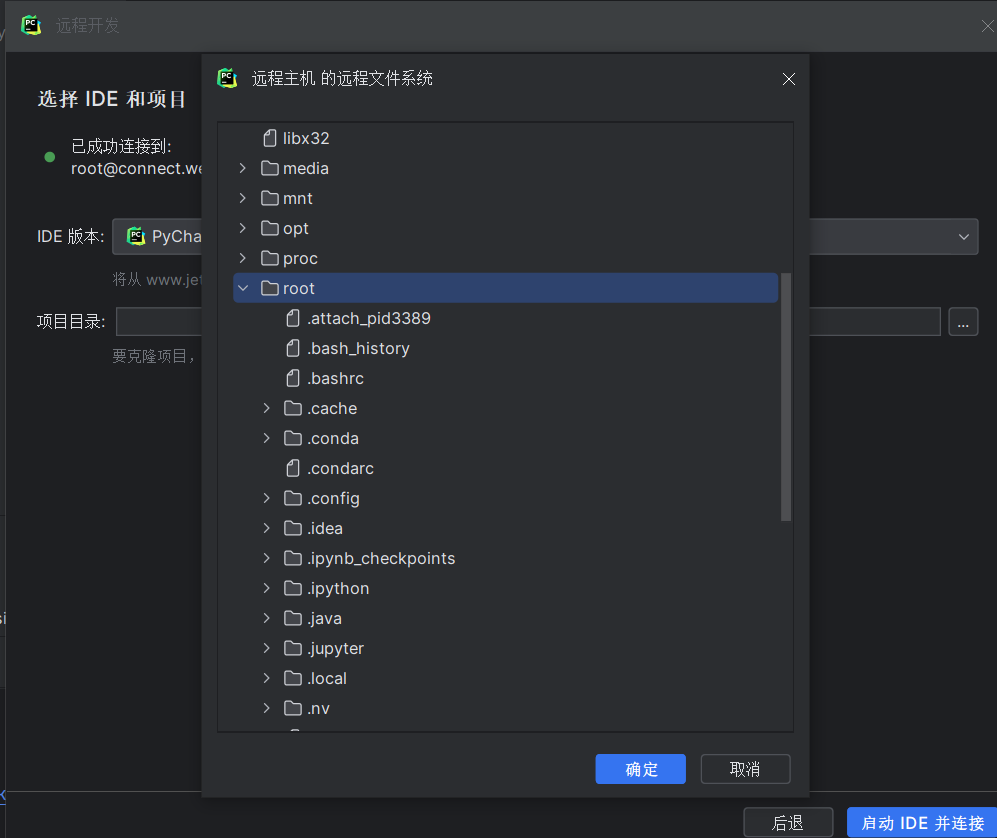 远程开发
远程主机 的远程文件系统
选择 IDE 和项目
已成功连接到:
root@connect.we
IDE 版本:
PyCha
将从 www.jet
项目目录:
...
要克隆项目，
libx32
media
mnt
opt
proc
root
.attach_pid3389
.bash_history
.bashrc
.cache
.conda
.condarc
.config
.idea
.ipynb_checkpoints
.ipython
.java
.jupyter
.local
.nv
确定
取消
后退
启动 IDE 并连接